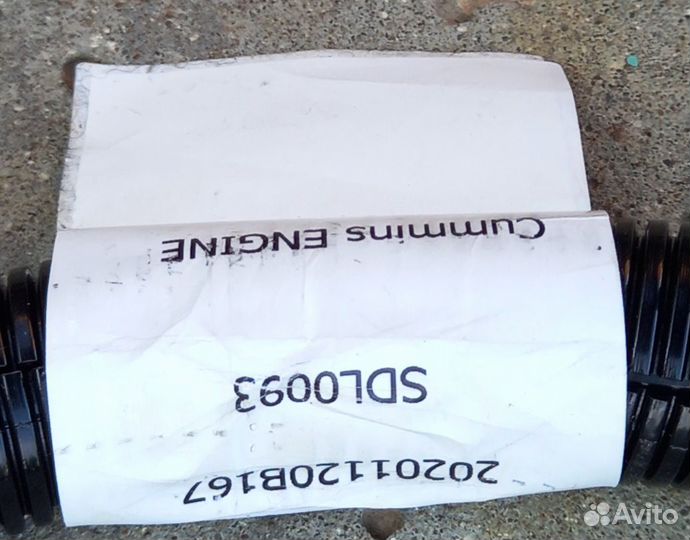 20201120B167
SDL0093
Cummins ENGINE
Avito